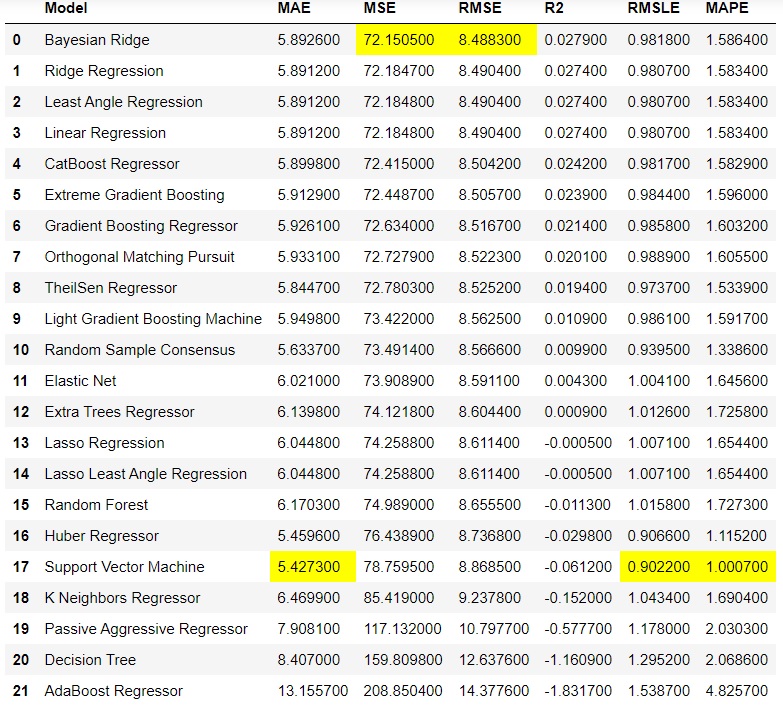 Model MAE MSE RMSE R2 RMSLE MAPE
0 Bayesian Ridge 5.892600 72.150500 8.488300 0.027900 0.981800 1.586400
1 Ridge Regression 5.891200 72.184700 8.490400 0.027400 0.980700 1.583400
2 Least Angle Regression 5.891200 72.184800 8.490400 0.027400 0.980700 1.583400
3 Linear Regression 5.891200 72.184800 8.490400 0.027400 0.980700 1.583400
4 CatBoost Regressor 5.899800 72.415000 8.504200 0.024200 0.981700 1.582900
5 Extreme Gradient Boosting 5.912900 72.448700 8.505700 0.023900 0.984400 1.596000
6 Gradient Boosting Regressor 5.926100 72.634000 8.516700 0.021400 0.985800 1.603200
7 Orthogonal Matching Pursuit 5.933100 72.727900 8.522300 0.020100 0.988900 1.605500
8 TheilSen Regressor 5.844700 72.780300 8.525200 0.019400 0.973700 1.533900
9 Light Gradient Boosting Machine 5.949800 73.422000 8.562500 0.010900 0.986100 1.591700
10 Random Sample Consensus 5.633700 73.491400 8.566600 0.009900 0.939500 1.338600
11 Elastic Net 6.021000 73.908900 8.591100 0.004300 1.004100 1.645600
12 Extra Trees Regressor 6.139800 74.121800 8.604400 0.000900 1.012600 1.725800
13 Lasso Regression 6.044800 74.258800 8.611400 -0.000500 1.007100 1.654400
14 Lasso Least Angle Regression 6.044800 74.258800 8.611400 -0.000500 1.007100 1.654400
15 Random Forest 6.170300 74.989000 8.655500 -0.011300 1.015800 1.727300
16 Huber Regressor 5.459600 76.438900 8.736800 -0.029800 0.906600 1.115200
17 Support Vector Machine 5.427300 78.759500 8.868500 -0.061200 0.902200 1.000700
18 K Neighbors Regressor 6.469900 85.419000 9.237800 -0.152000 1.043400 1.690400
19 Passive Aggressive Regressor 7.908100 117.132000 10.797700 -0.577700 1.178000 2.030300
20 Decision Tree 8.407000 159.809800 12.637600 -1.160900 1.295200 2.068600
21 AdaBoost Regressor 13.155700 208.850400 14.377600 -1.831700 1.538700 4.825700